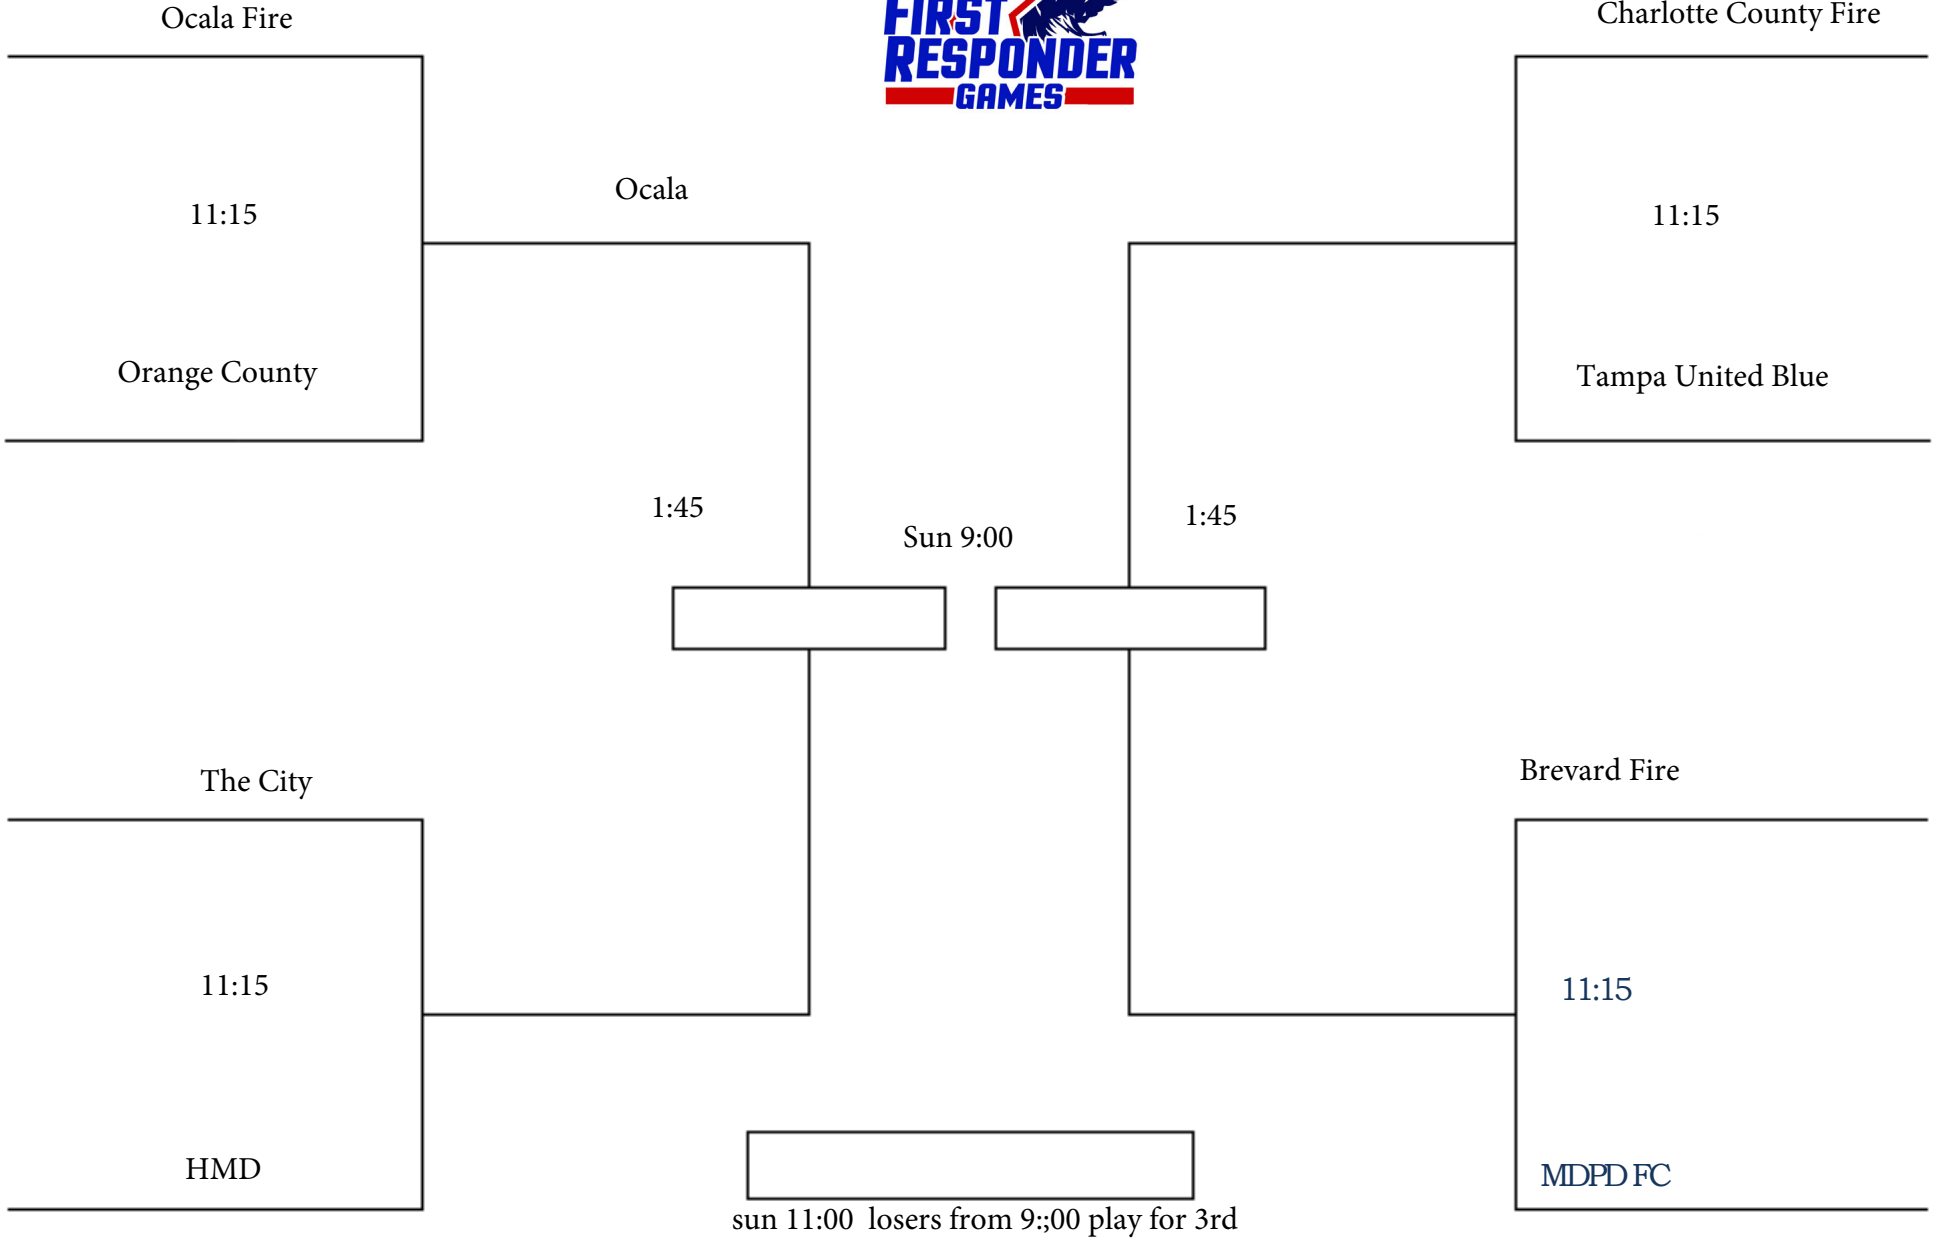 Ocala Fire
FIRST
RESPONDER
GAMES
Charlotte County Fire
11:15
Ocala
11:15
Orange County
Tampa United Blue
1:45
Sun 9:00
1:45
The City
Brevard Fire
11:15
11:15
HMD
MDPD FC
sun 11:00 losers from 9:;00 play for 3rd